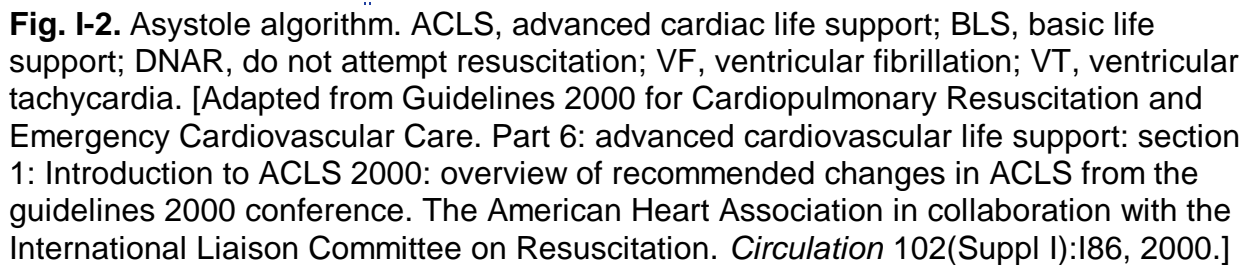 Fig. I-2. Asystole algorithm. ACLS, advanced cardiac life support; BLS, basic life
support; DNAR, do not attempt resuscitation; VF, ventricular fibrillation; VT, ventricular
tachycardia. [Adapted from Guidelines 2000 for Cardiopulmonary Resuscitation and
Emergency Cardiovascular Care. Part 6: advanced cardiovascular life support: section
1: Introduction to ACLS 2000: overview of recommended changes in ACLS from the
guidelines 2000 conference. The American Heart Association in collaboration with the
International Liaison Committee on Resuscitation. Circulation 102(Suppl I):I86, 2000.]